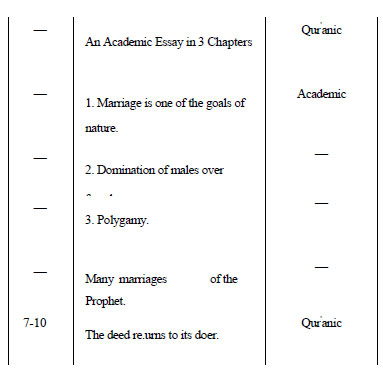 — An Academic Essay in 3 Chapters Qur'anic
— 1. Marriage is one of the goals of Academic
nature.
— 2. Domination of males over —
— 3. Polygamy. —
— Many marriages of the —
Prophet.
7-10 The deed re.urns to its doer. Qur'anic